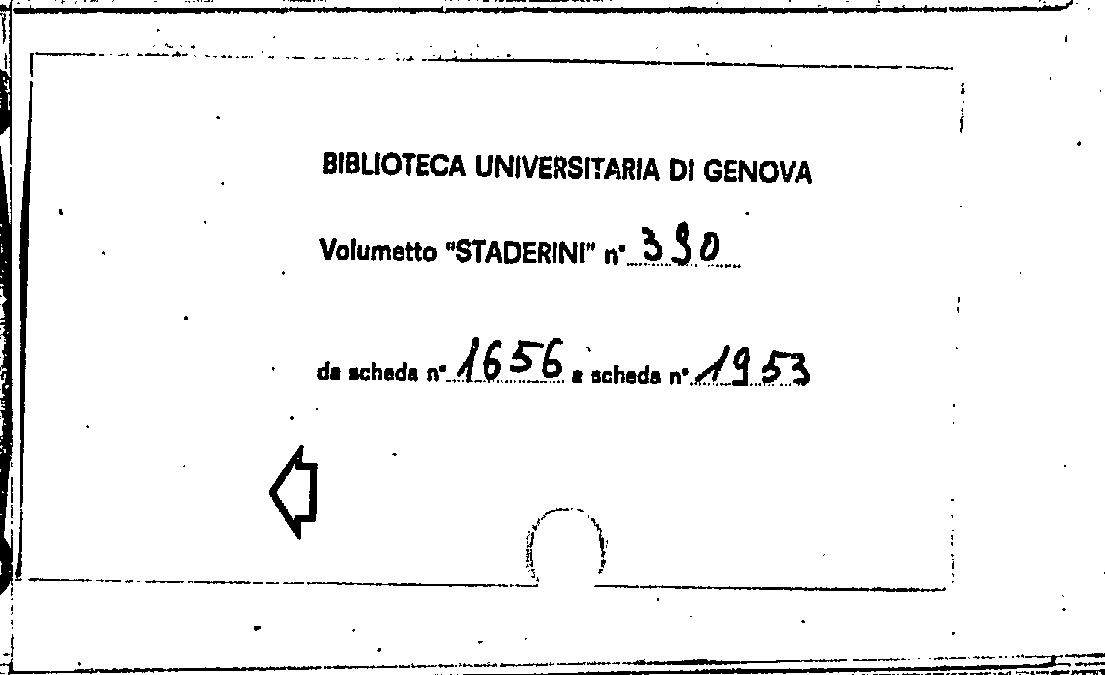 BIBLIOTECA UNIVERSITARIA DI GENOVA
Volumetto "STADERINI" n° 390
da scheda n° 1656 a scheda n° 1953